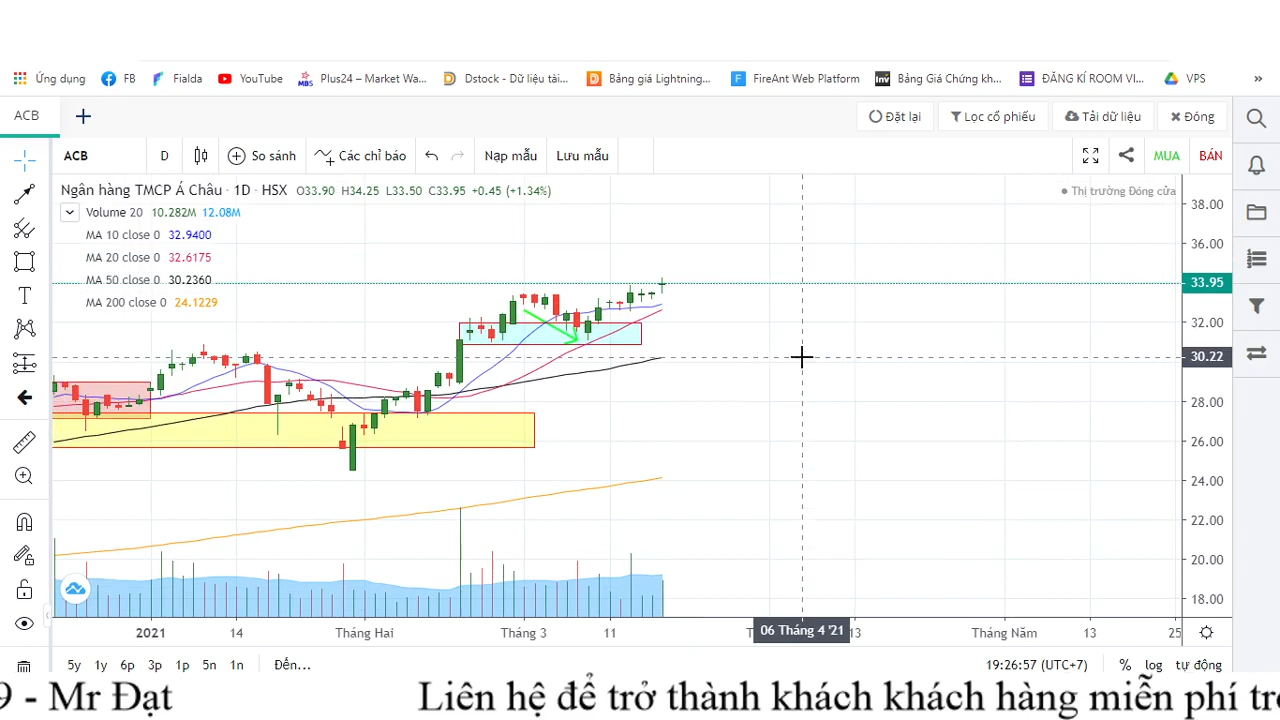 Ứng dụng FB Fialda YouTube Plus24 – Market Wa... Dstock - Dữ liệu tài... Bảng giá Lightning... FireAnt Web Platform Bảng Giá Chứng kh... ĐĂNG KÍ ROOM VI... VPS »
ACB Đặt lại Lọc cổ phiếu Tải dữ liệu Đóng
ACB D So sánh Các chỉ báo Nạp mẫu Lưu mẫu MUA BÁN
Ngân hàng TMCP Á Châu · 1D · HSX O33.90 H34.25 L33.50 C33.95 +0.45 (+1.34%) Thị trường Đóng cửa
Volume 20 10.282M 12.08M
MA 10 close 0 32.9400
MA 20 close 0 32.6175
MA 50 close 0 30.2360
MA 200 close 0 24.1229
38.00
36.00
33.95
32.00
30.22
28.00
26.00
24.00
22.00
20.00
18.00
2021 14 Tháng Hai Tháng 3 11 06 Tháng 4 '21 13 Tháng Năm 13 25
5y 1y 6p 3p 1p 5n 1n Đến... 19:26:57 (UTC+7) % log tự động
9 - Mr Đạt Liên hệ để trở thành khách khách hàng miễn phí trọ